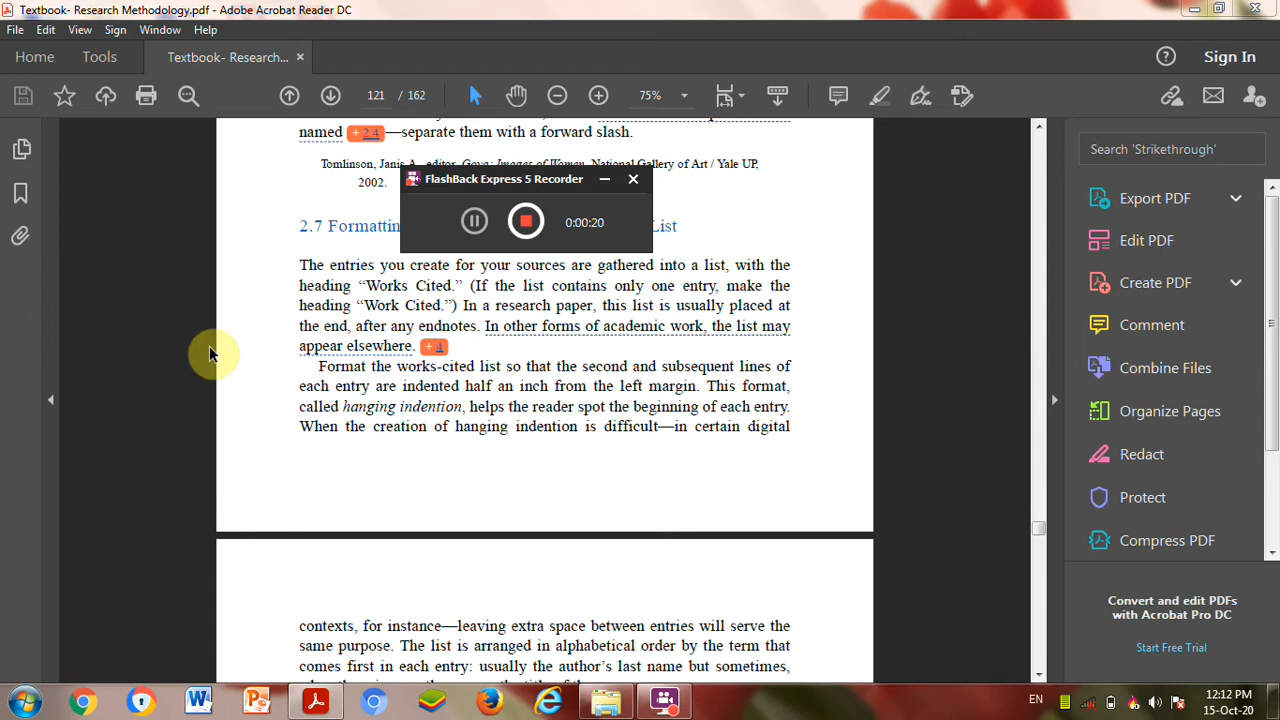 Textbook- Research Methodology.pdf - Adobe Acrobat Reader DC
File Edit View Sign Window Help
Home Tools Textbook- Research... × ? Sign In
121 / 162 75%
named + 2.4 —separate them with a forward slash.
Tomlinson, Janis A., editor. Goya: Images of Women. National Gallery of Art / Yale UP,
2002.
FlashBack Express 5 Recorder
0:00:20
2.7 Formatting List
The entries you create for your sources are gathered into a list, with the
heading “Works Cited.” (If the list contains only one entry, make the
heading “Work Cited.”) In a research paper, this list is usually placed at
the end, after any endnotes. In other forms of academic work, the list may
appear elsewhere. + 4
Format the works-cited list so that the second and subsequent lines of
each entry are indented half an inch from the left margin. This format,
called hanging indention, helps the reader spot the beginning of each entry.
When the creation of hanging indention is difficult—in certain digital
contexts, for instance—leaving extra space between entries will serve the
same purpose. The list is arranged in alphabetical order by the term that
comes first in each entry: usually the author’s last name but sometimes,
Search 'Strikethrough'
Export PDF
Edit PDF
Create PDF
Comment
Combine Files
Organize Pages
Redact
Protect
Compress PDF
Convert and edit PDFs
with Acrobat Pro DC
Start Free Trial
EN 12:12 PM
15-Oct-20